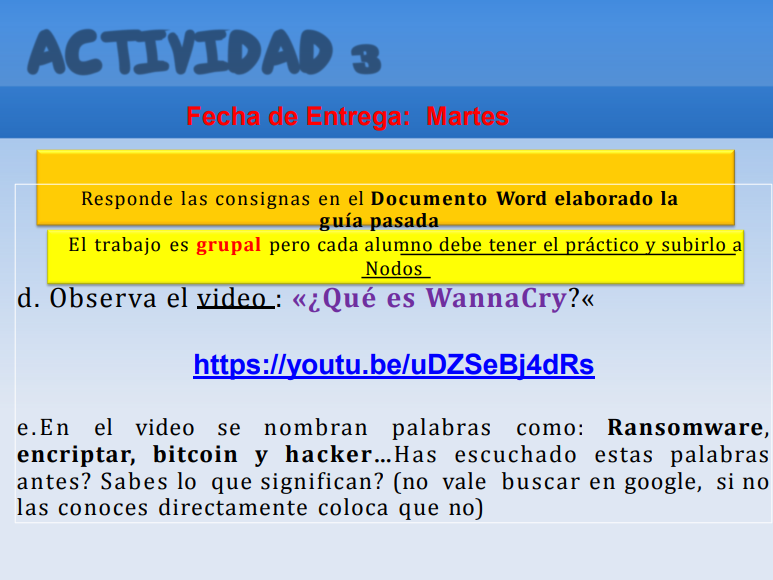 ACTIVIDAD 3
Fecha de Entrega: Martes
Responde las consignas en el Documento Word elaborado la
guía pasada
El trabajo es grupal pero cada alumno debe tener el práctico y subirlo a
Nodos
d. Observa el video : «¿Qué es WannaCry?«
https://youtu.be/uDZSeBj4dRs
e.En el video se nombran palabras como: Ransomware,
encriptar, bitcoin y hacker…Has escuchado estas palabras
antes? Sabes lo que significan? (no vale buscar en google, si no
las conoces directamente coloca que no)